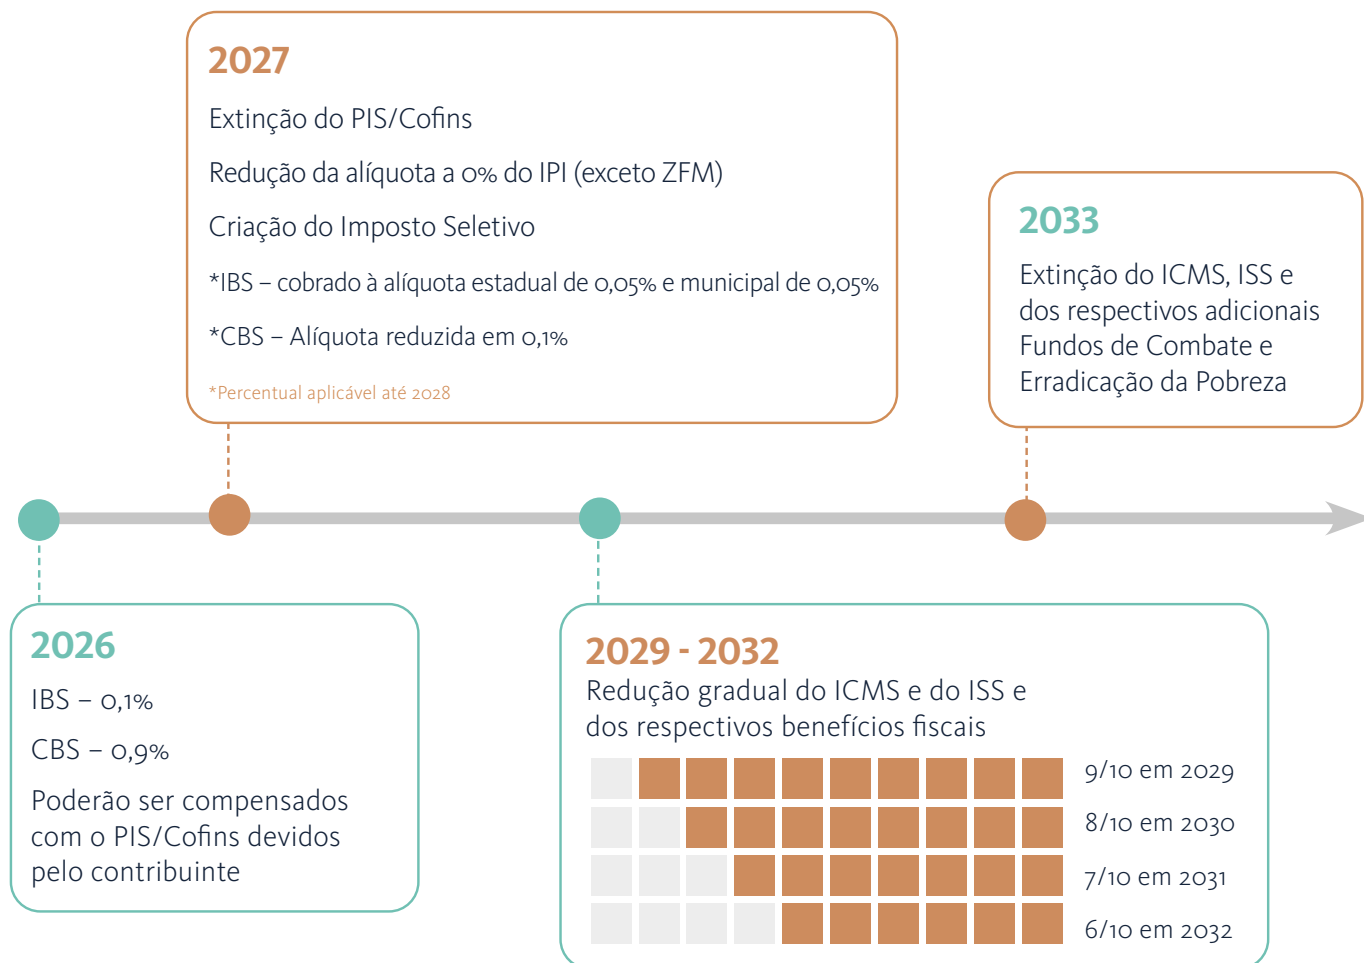 2027
Extinção do PIS/Cofins
Redução da alíquota a 0% do IPI (exceto ZFM)
Criação do Imposto Seletivo
*IBS – cobrado à alíquota estadual de 0,05% e municipal de 0,05%
*CBS – Alíquota reduzida em 0,1%
*Percentual aplicável até 2028
2033
Extinção do ICMS, ISS e
dos respectivos adicionais
Fundos de Combate e
Erradicação da Pobreza
2026
IBS – 0,1%
CBS – 0,9%
Poderão ser compensados
com o PIS/Cofins devidos
pelo contribuinte
2029 - 2032
Redução gradual do ICMS e do ISS e
dos respectivos benefícios fiscais
9/10 em 2029
8/10 em 2030
7/10 em 2031
6/10 em 2032